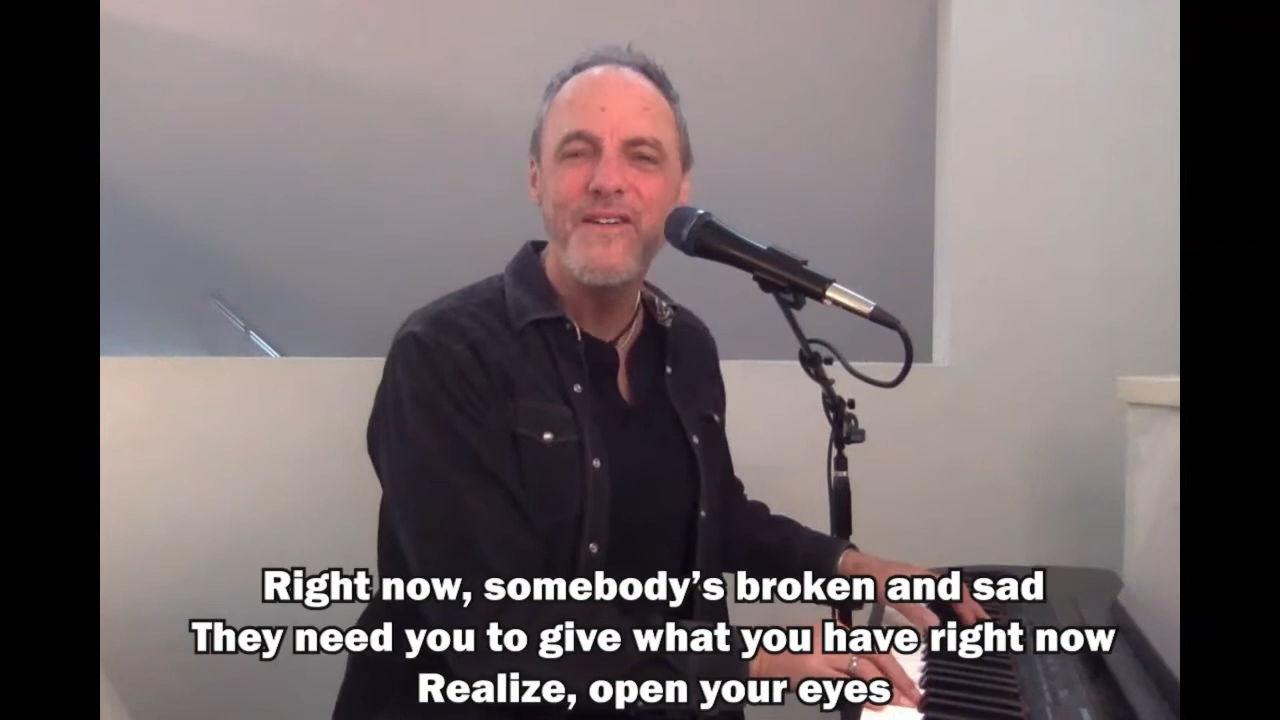 Right now, somebody’s broken and sad
They need you to give what you have right now
Realize, open your eyes